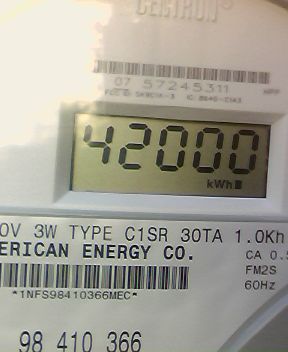 CENTRON®
07 57245311
42000
kWh
0V 3W TYPE C1SR 30TA 1.0Kh
ERICAN ENERGY CO.
CA 0.5
FM2S
60Hz
*1NFS98410366MEC*
98 410 366